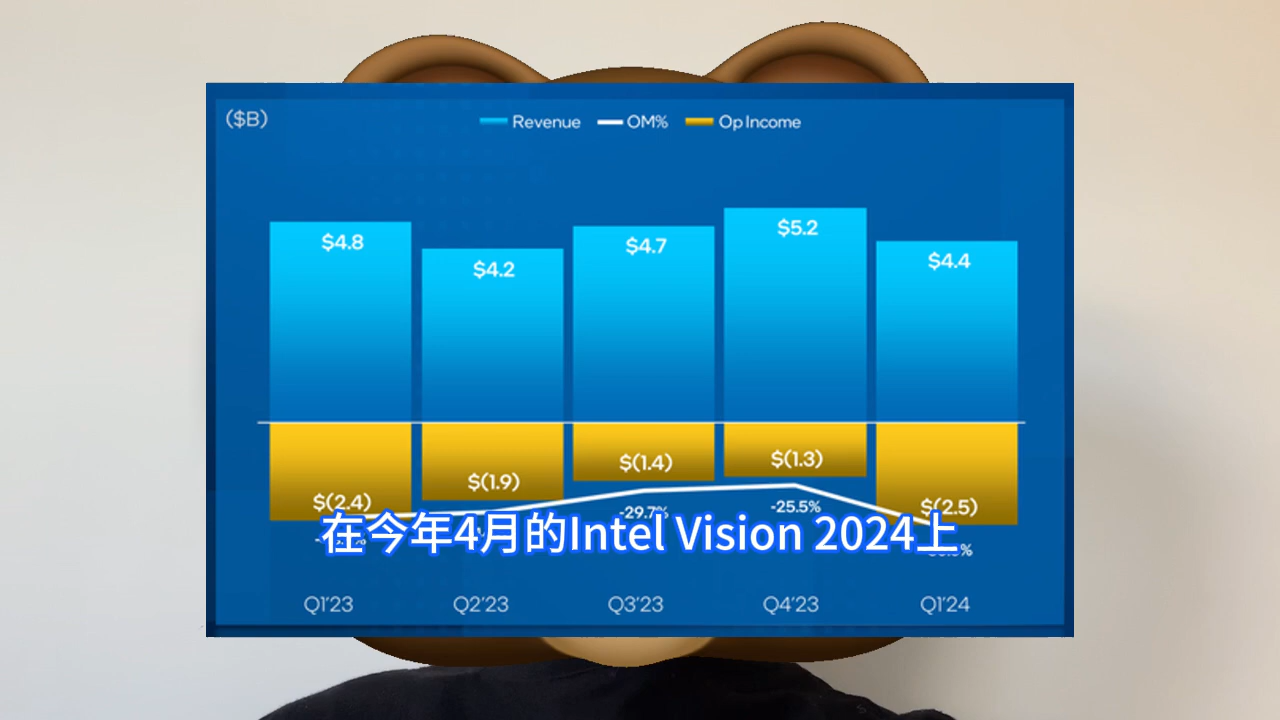 ($B)
Revenue OM% Op Income
$4.8 $4.2 $4.7 $5.2 $4.4
$(2.4) $(1.9) $(1.4) $(1.3) $(2.5)
-29.7% -25.5%
在今年4月的Intel Vision 2024上
Q1'23 Q2'23 Q3'23 Q4'23 Q1'24